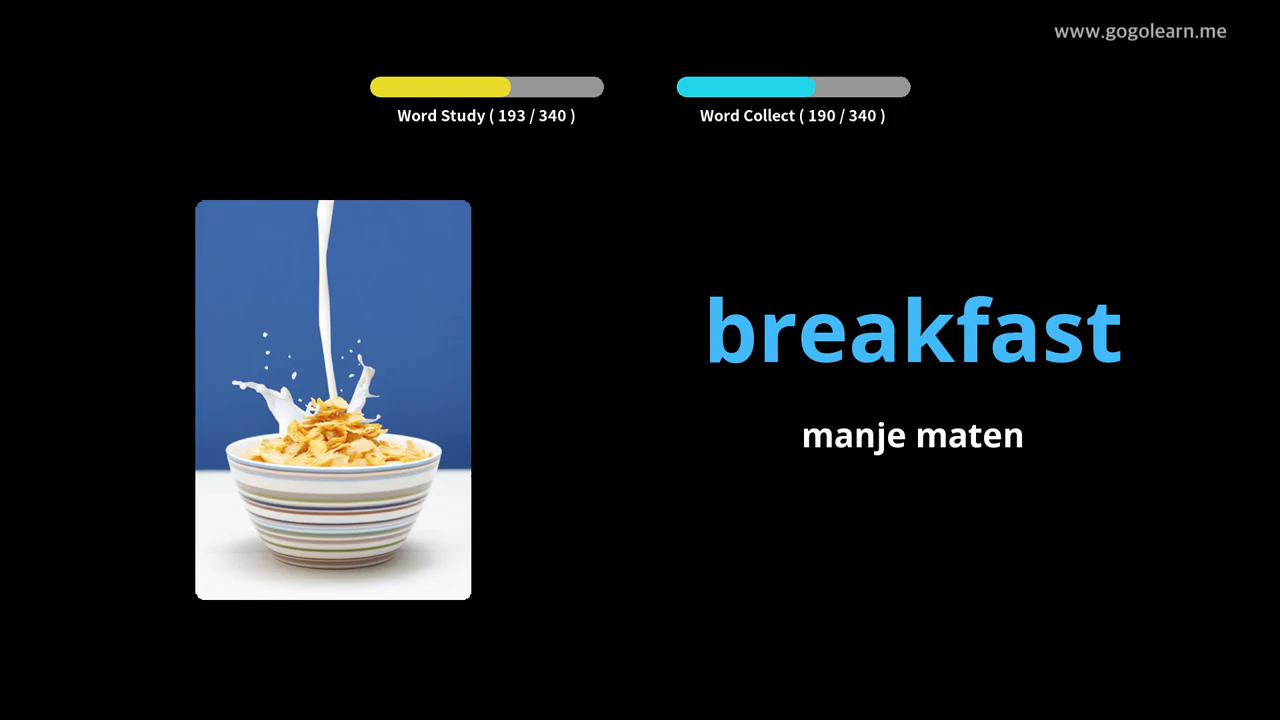 www.gogolearn.me
Word Study ( 193 / 340 )
Word Collect ( 190 / 340 )
breakfast
manje maten